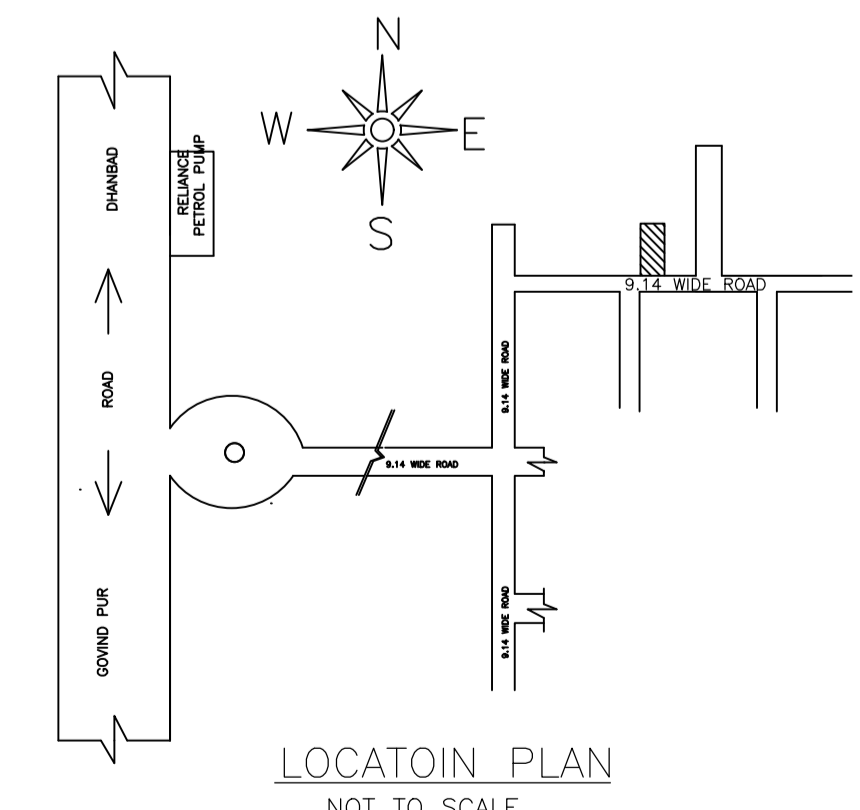 N
W
E
S
DHANBAD
RELIANCE
PETROL PUMP
9.14 WIDE ROAD
9.14 WIDE ROAD
ROAD
9.14 WIDE ROAD
GOVIND PUR
9.14 WIDE ROAD
LOCATOIN PLAN
NOT TO SCALE